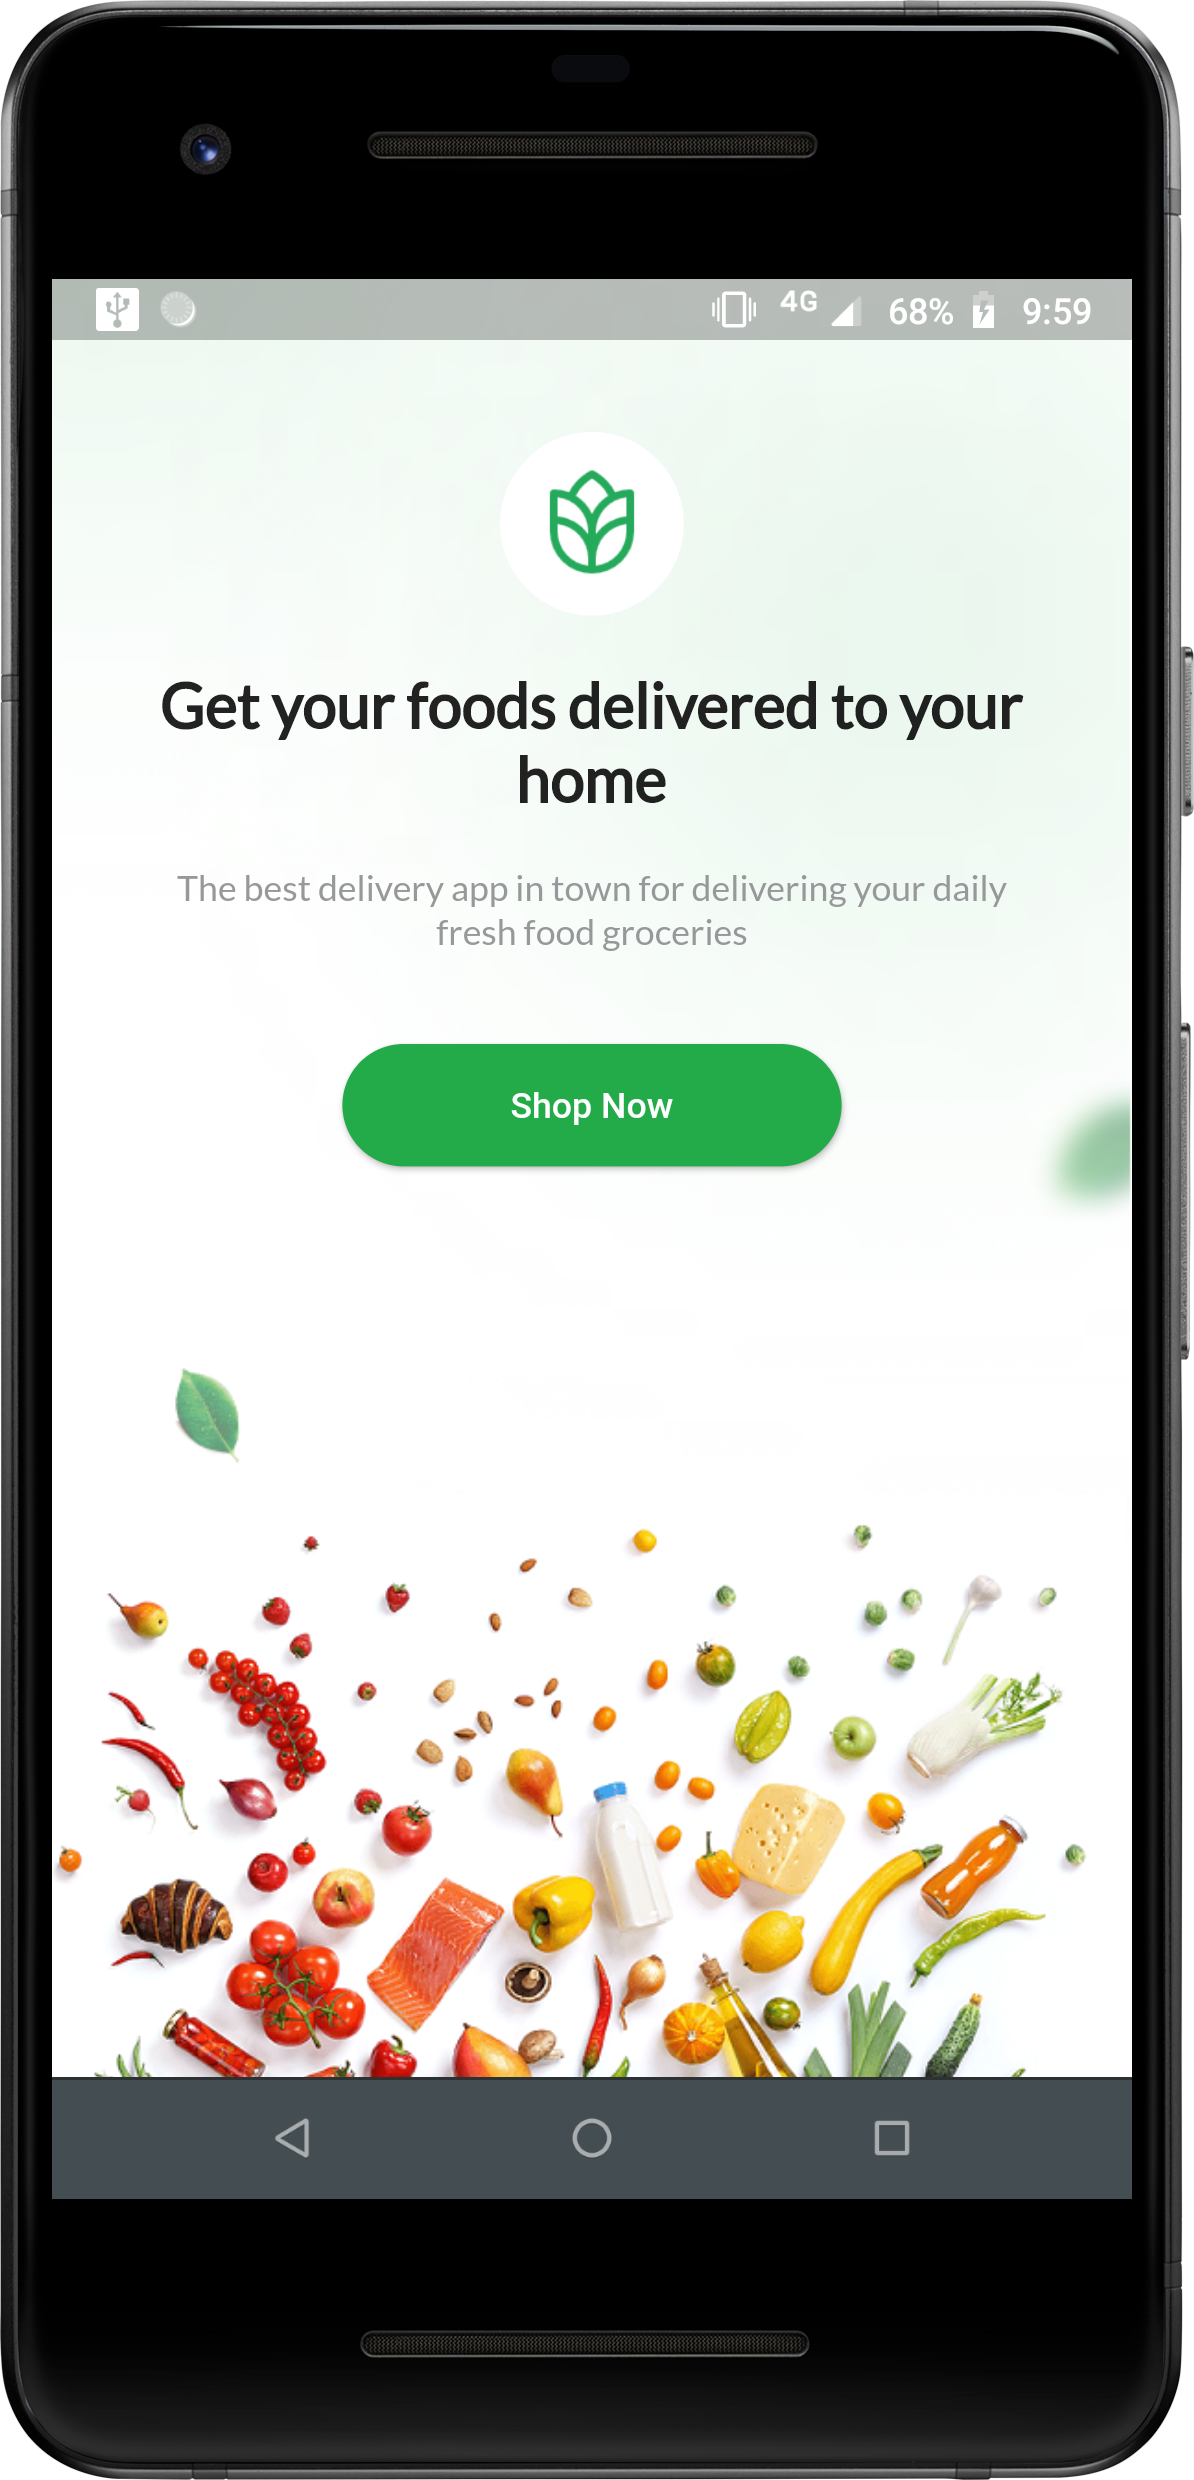 4G 68% 9:59
Get your foods delivered to your
home
The best delivery app in town for delivering your daily
fresh food groceries
Shop Now